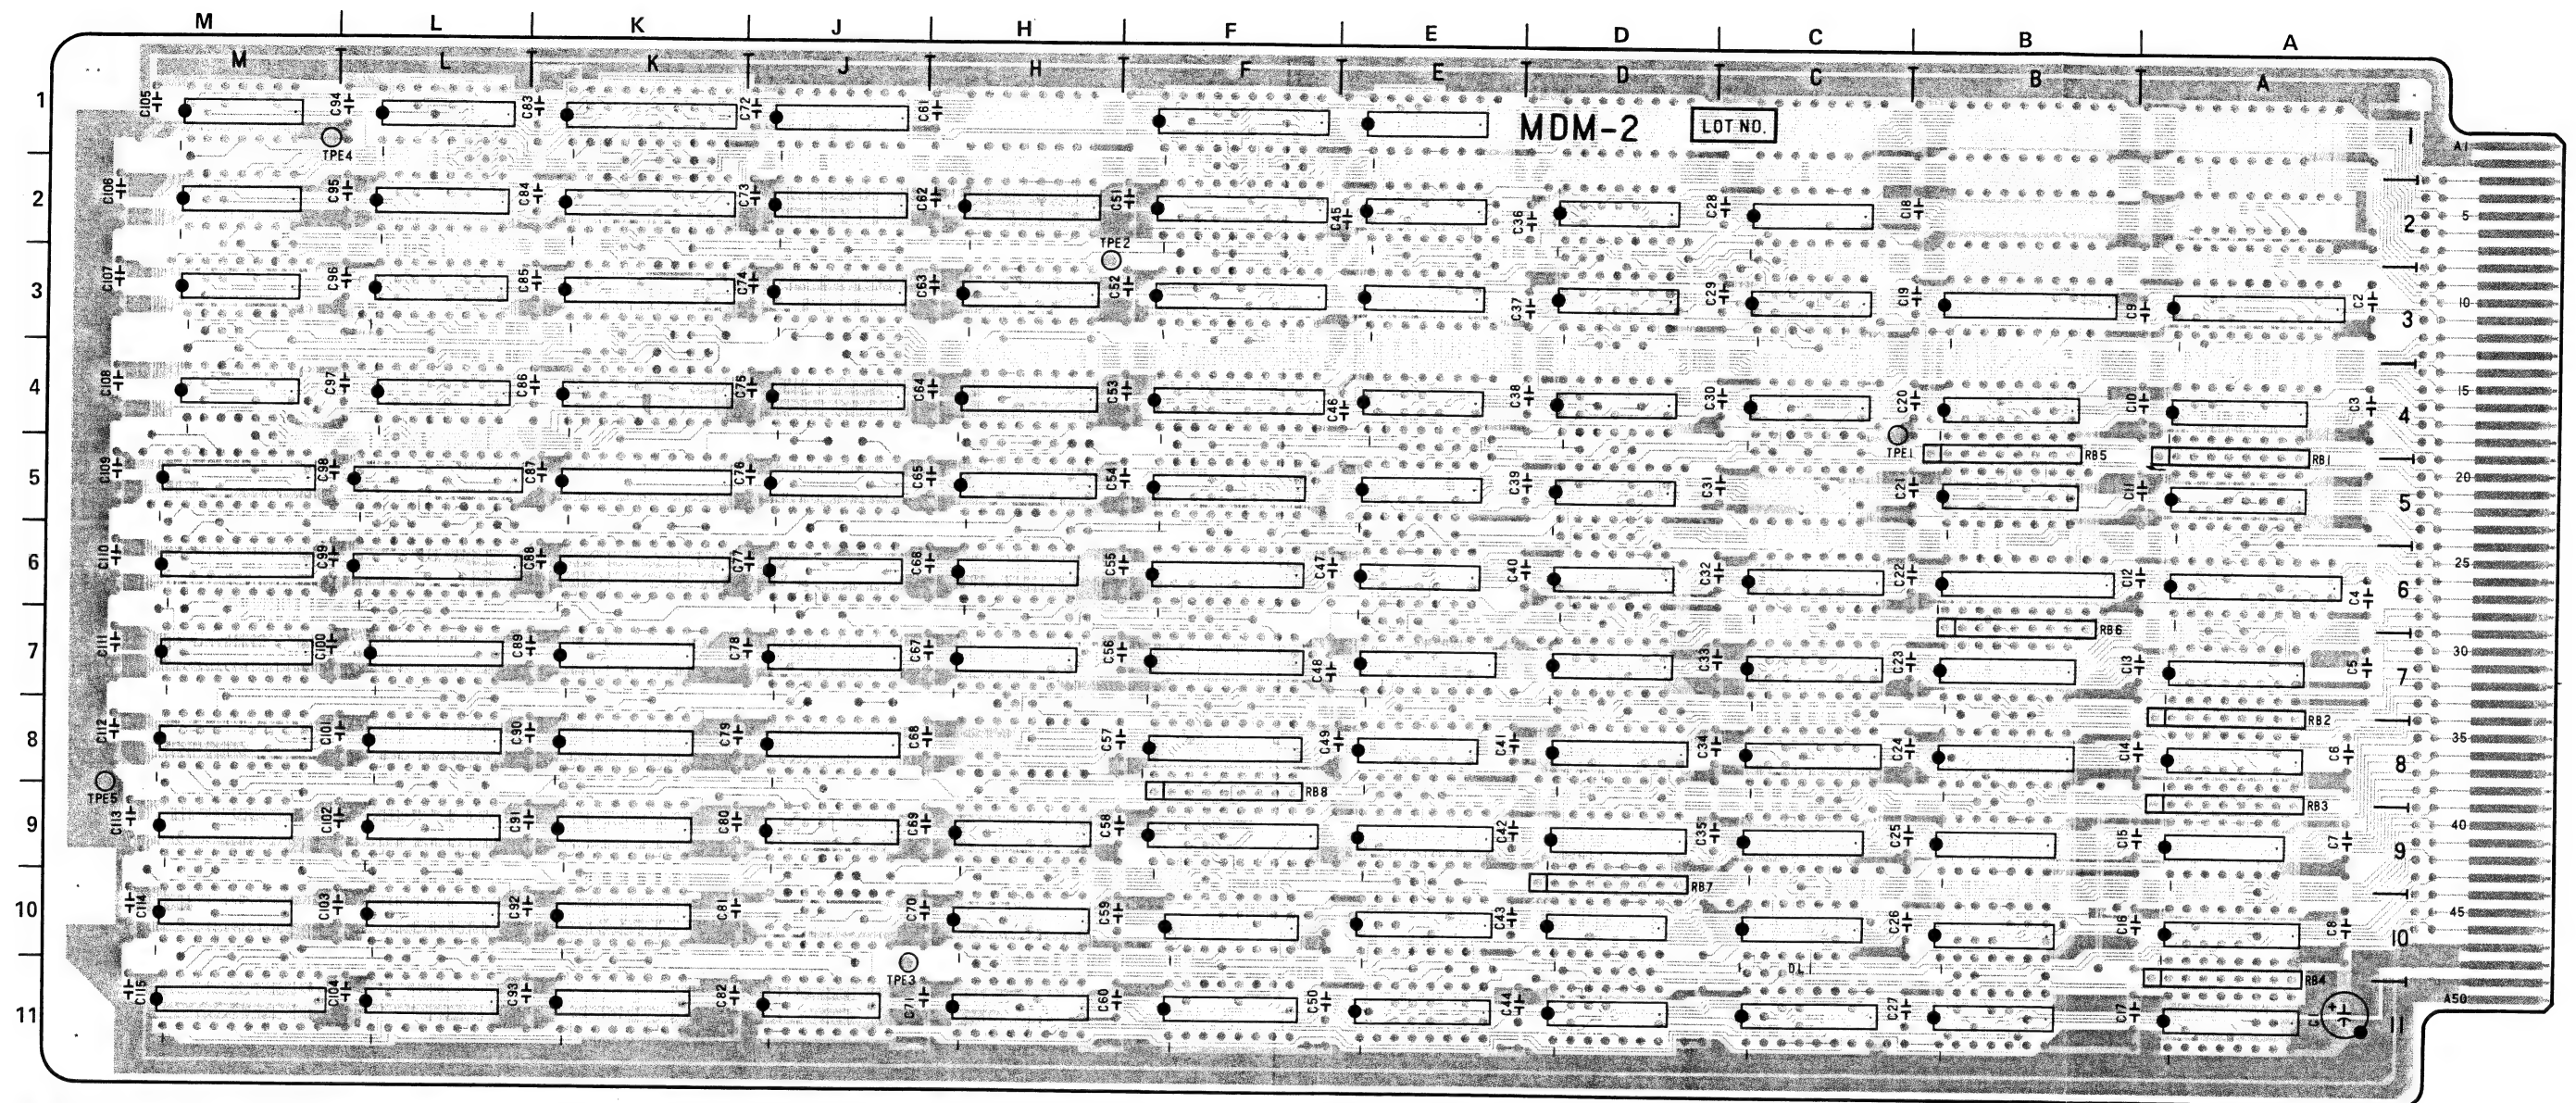 M L K J H F E D C B A
M L K J H F E D C B A
1 C105 C94 C83 C72 C61 MDM-2 LOT NO. 1
TPE4 A1
2 C106 C95 C84 C73 C62 C51 C45 C36 C28 C18 5 2
TPE2
3 C107 C96 C85 C74 C63 C52 C37 C29 C19 C9 C2 10 3
4 C108 C97 C86 C75 C64 C53 C46 C38 C30 C20 C10 C3 15 4
TPE1 RB5 RB1
5 C109 C98 C87 C76 C65 C54 C39 C31 C21 C11 20 5
6 C110 C99 C88 C77 C66 C55 C47 C40 C32 C22 C12 C4 25 6
RB6
7 C111 C100 C89 C78 C67 C56 C48 C33 C23 C13 C5 30 7
RB2
8 C112 C101 C90 C79 C68 C57 C49 C41 C34 C24 C14 C6 35 8
TPE5 RB8 RB3
9 C113 C102 C91 C80 C69 C58 C42 C35 C25 C15 C7 40 9
RB7
10 C114 C103 C92 C81 C70 C59 C43 C26 C16 C8 45 10
TPE3 DL1 RB4
11 C115 C104 C93 C82 C71 C60 C50 C44 C27 C17 A50 11